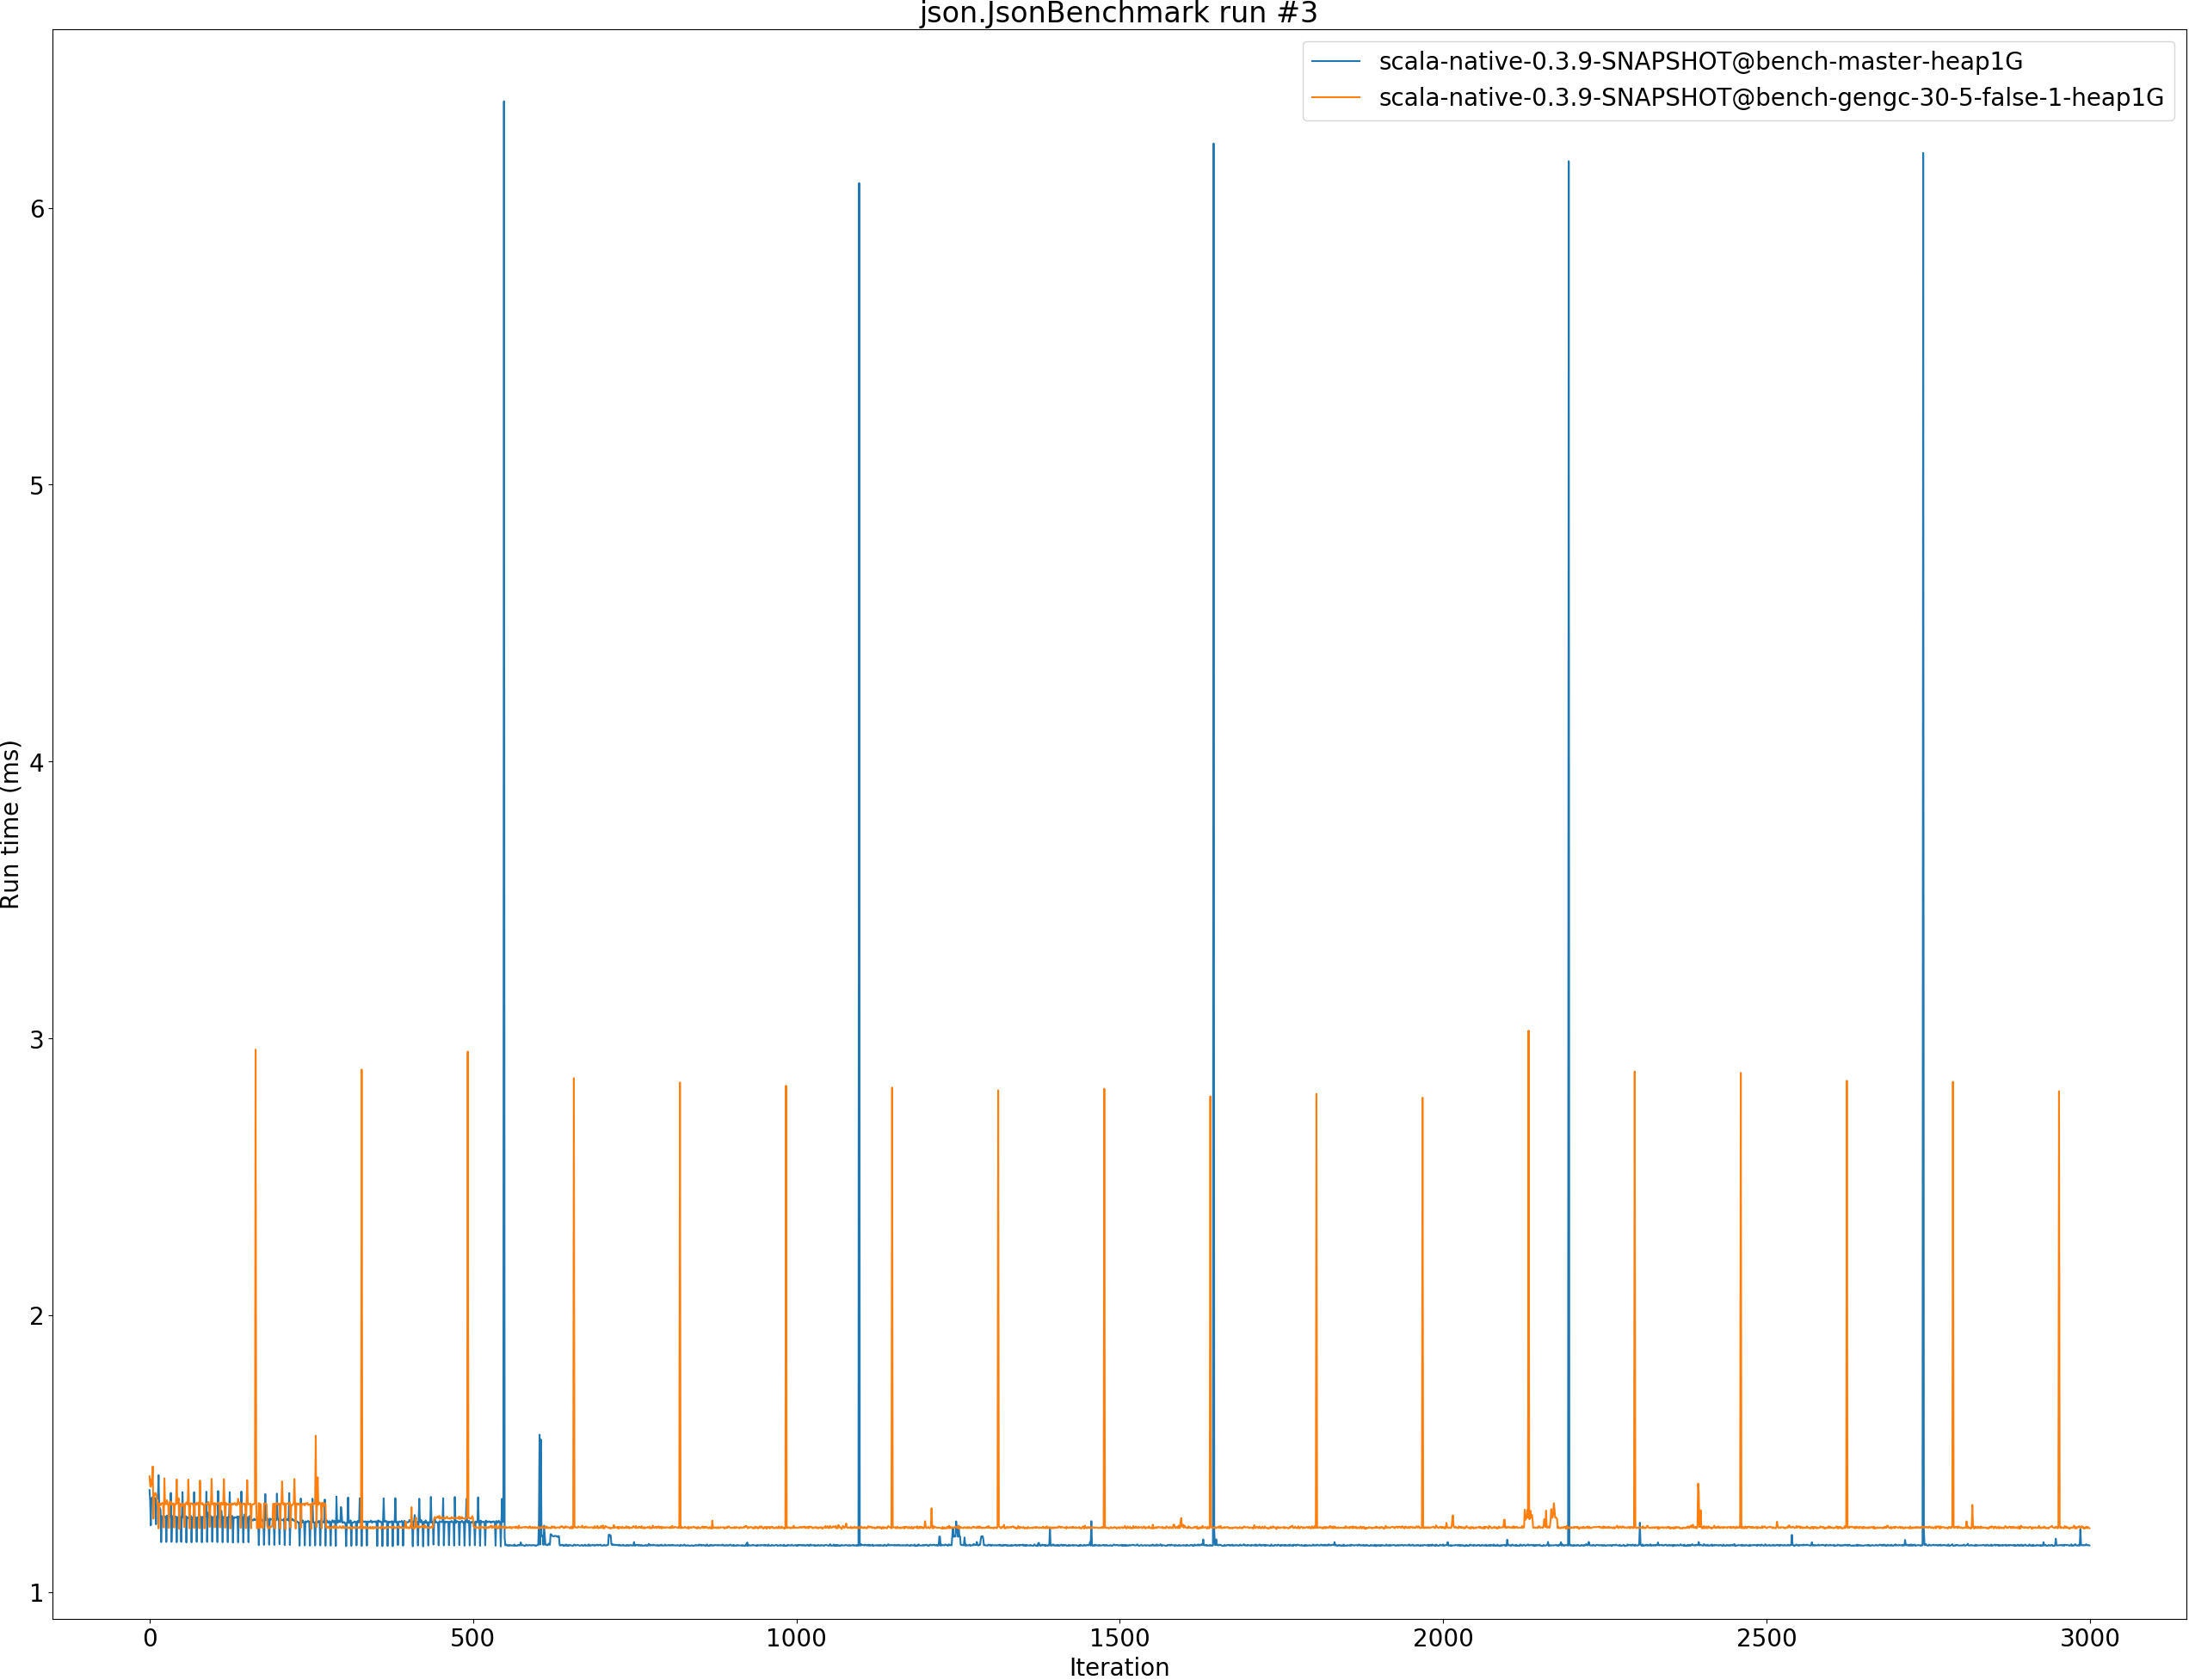 json.JsonBenchmark run #3
scala-native-0.3.9-SNAPSHOT@bench-master-heap1G
scala-native-0.3.9-SNAPSHOT@bench-gengc-30-5-false-1-heap1G
Run time (ms)
6
5
4
3
2
1
0 500 1000 1500 2000 2500 3000
Iteration